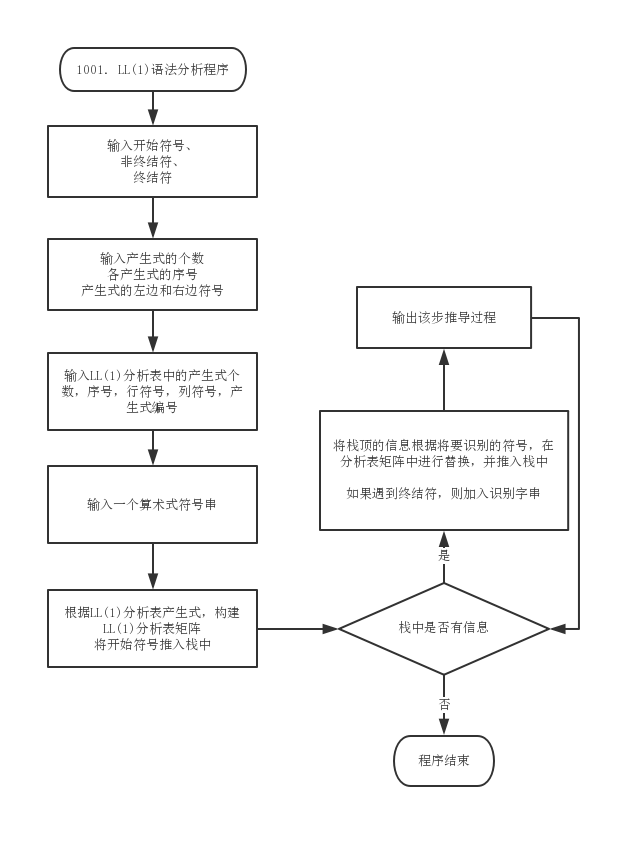 1001. LL(1)语法分析程序
输入开始符号、
非终结符、
终结符
输入产生式的个数
各产生式的序号
产生式的左边和右边符号
输入LL(1)分析表中的产生式个
数，序号，行符号，列符号，产
生式编号
输入一个算术式符号串
根据LL(1)分析表产生式，构建
LL(1)分析表矩阵
将开始符号推入栈中
输出该步推导过程
将栈顶的信息根据将要识别的符号，在
分析表矩阵中进行替换，并推入栈中
如果遇到终结符，则加入识别字串
是
栈中是否有信息
否
程序结束